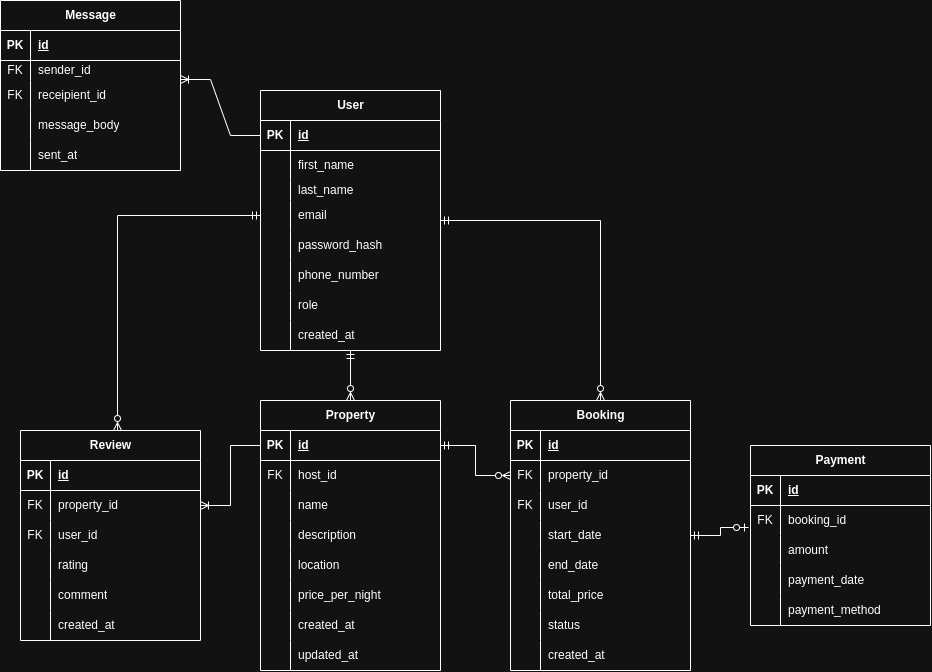 Message
PK id
FK sender_id
FK receipient_id
message_body
sent_at
User
PK id
first_name
last_name
email
password_hash
phone_number
role
created_at
Review
PK id
FK property_id
FK user_id
rating
comment
created_at
Property
PK id
FK host_id
name
description
location
price_per_night
created_at
updated_at
Booking
PK id
FK property_id
FK user_id
start_date
end_date
total_price
status
created_at
Payment
PK id
FK booking_id
amount
payment_date
payment_method